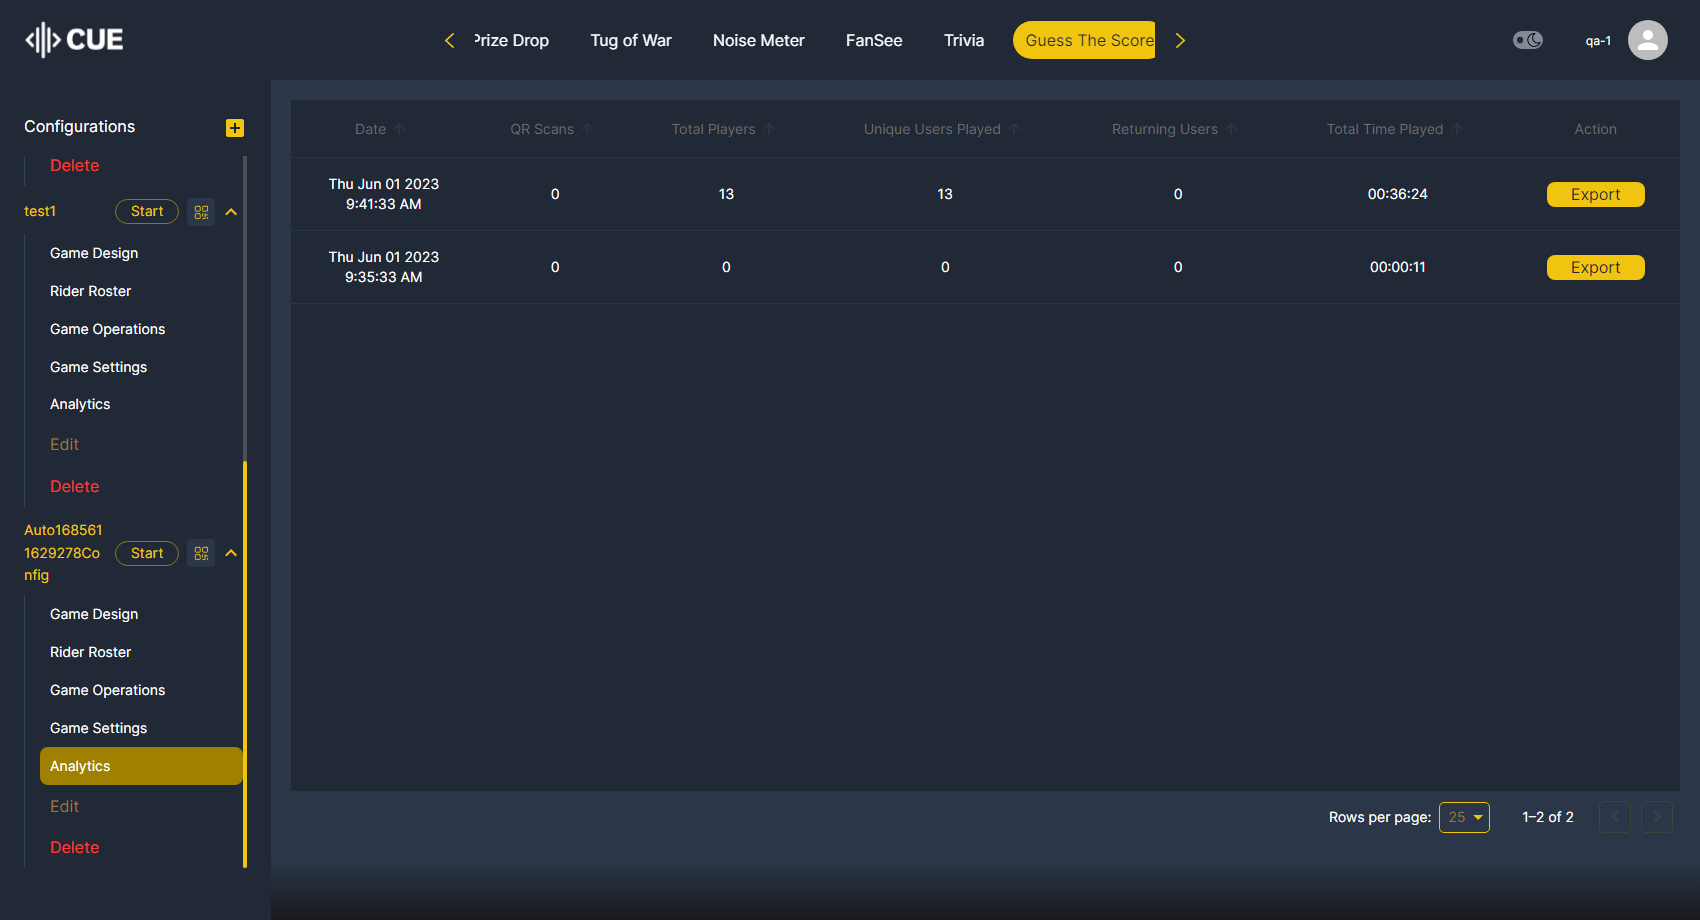 CUE
Prize Drop
Tug of War
Noise Meter
FanSee
Trivia
Guess The Score
qa-1
Configurations
Delete
test1
Start
Game Design
Rider Roster
Game Operations
Game Settings
Analytics
Edit
Delete
Auto168561
1629278Co
nfig
Start
Game Design
Rider Roster
Game Operations
Game Settings
Analytics
Edit
Delete
Date QR Scans Total Players Unique Users Played Returning Users Total Time Played Action
Thu Jun 01 2023
9:41:33 AM
0 13 13 0 00:36:24 Export
Thu Jun 01 2023
9:35:33 AM
0 0 0 0 00:00:11 Export
Rows per page: 25 1–2 of 2